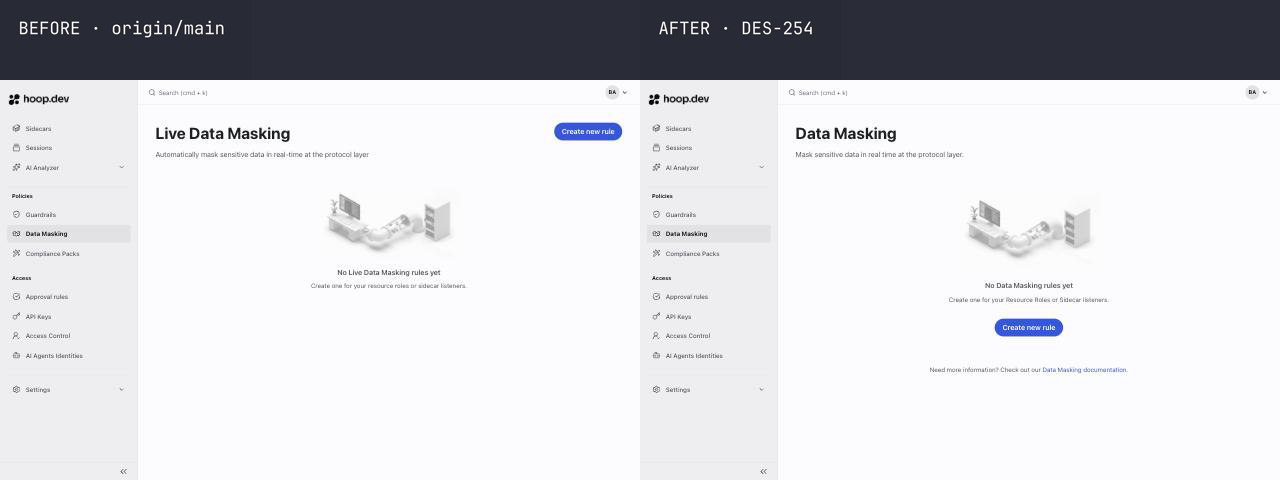 BEFORE · origin/main
hoop.dev
Search (cmd + k)
BA
Sidecars
Sessions
AI Analyzer
Policies
Guardrails
Data Masking
Compliance Packs
Access
Approval rules
API Keys
Access Control
AI Agents Identities
Settings
Live Data Masking
Create new rule
Automatically mask sensitive data in real-time at the protocol layer
No Live Data Masking rules yet
Create one for your resource roles or sidecar listeners.
AFTER · DES-254
hoop.dev
Search (cmd + k)
BA
Sidecars
Sessions
AI Analyzer
Policies
Guardrails
Data Masking
Compliance Packs
Access
Approval rules
API Keys
Access Control
AI Agents Identities
Settings
Data Masking
Mask sensitive data in real time at the protocol layer.
No Data Masking rules yet
Create one for your Resource Roles or Sidecar listeners.
Create new rule
Need more information? Check out our Data Masking documentation.